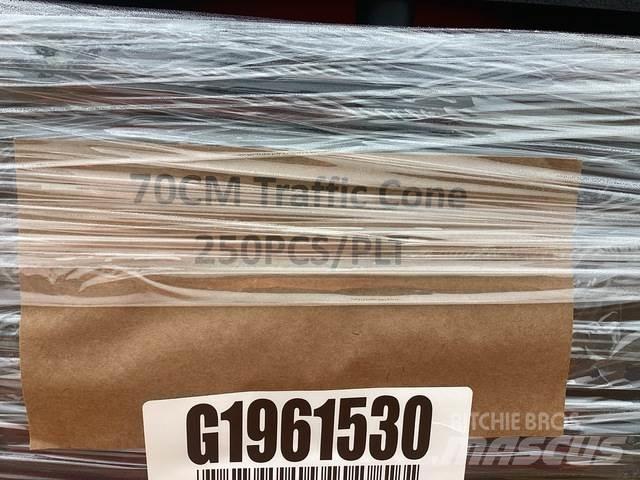 70CM Traffic Cone
250PCS/PLT
G1961530
RITCHIE BROS
MASCUS